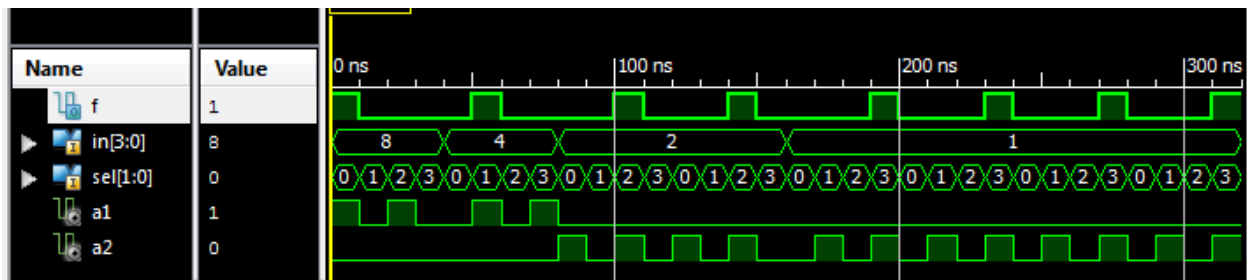 Name Value 0 ns 100 ns 200 ns 300 ns
f 1
in[3:0] 8 8 4 2 1
sel[1:0] 0 0 1 2 3 0 1 2 3 0 1 2 3 0 1 2 3 0 1 2 3 0 1 2 3 0 1 2 3 0 1 2 3
a1 1
a2 0